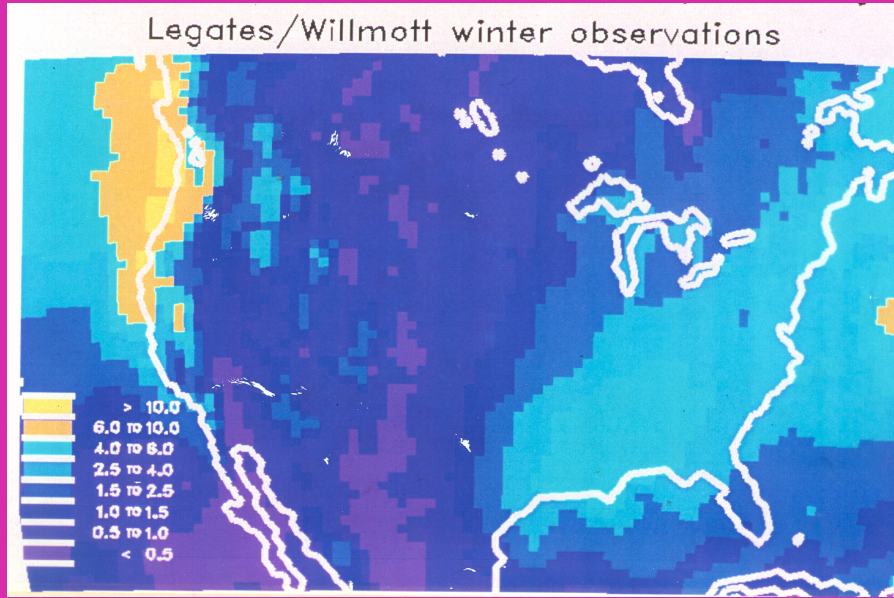 Legates/Willmott winter observations
> 10.0
6.0 TO 10.0
4.0 TO 6.0
2.5 TO 4.0
1.5 TO 2.5
1.0 TO 1.5
0.5 TO 1.0
< 0.5